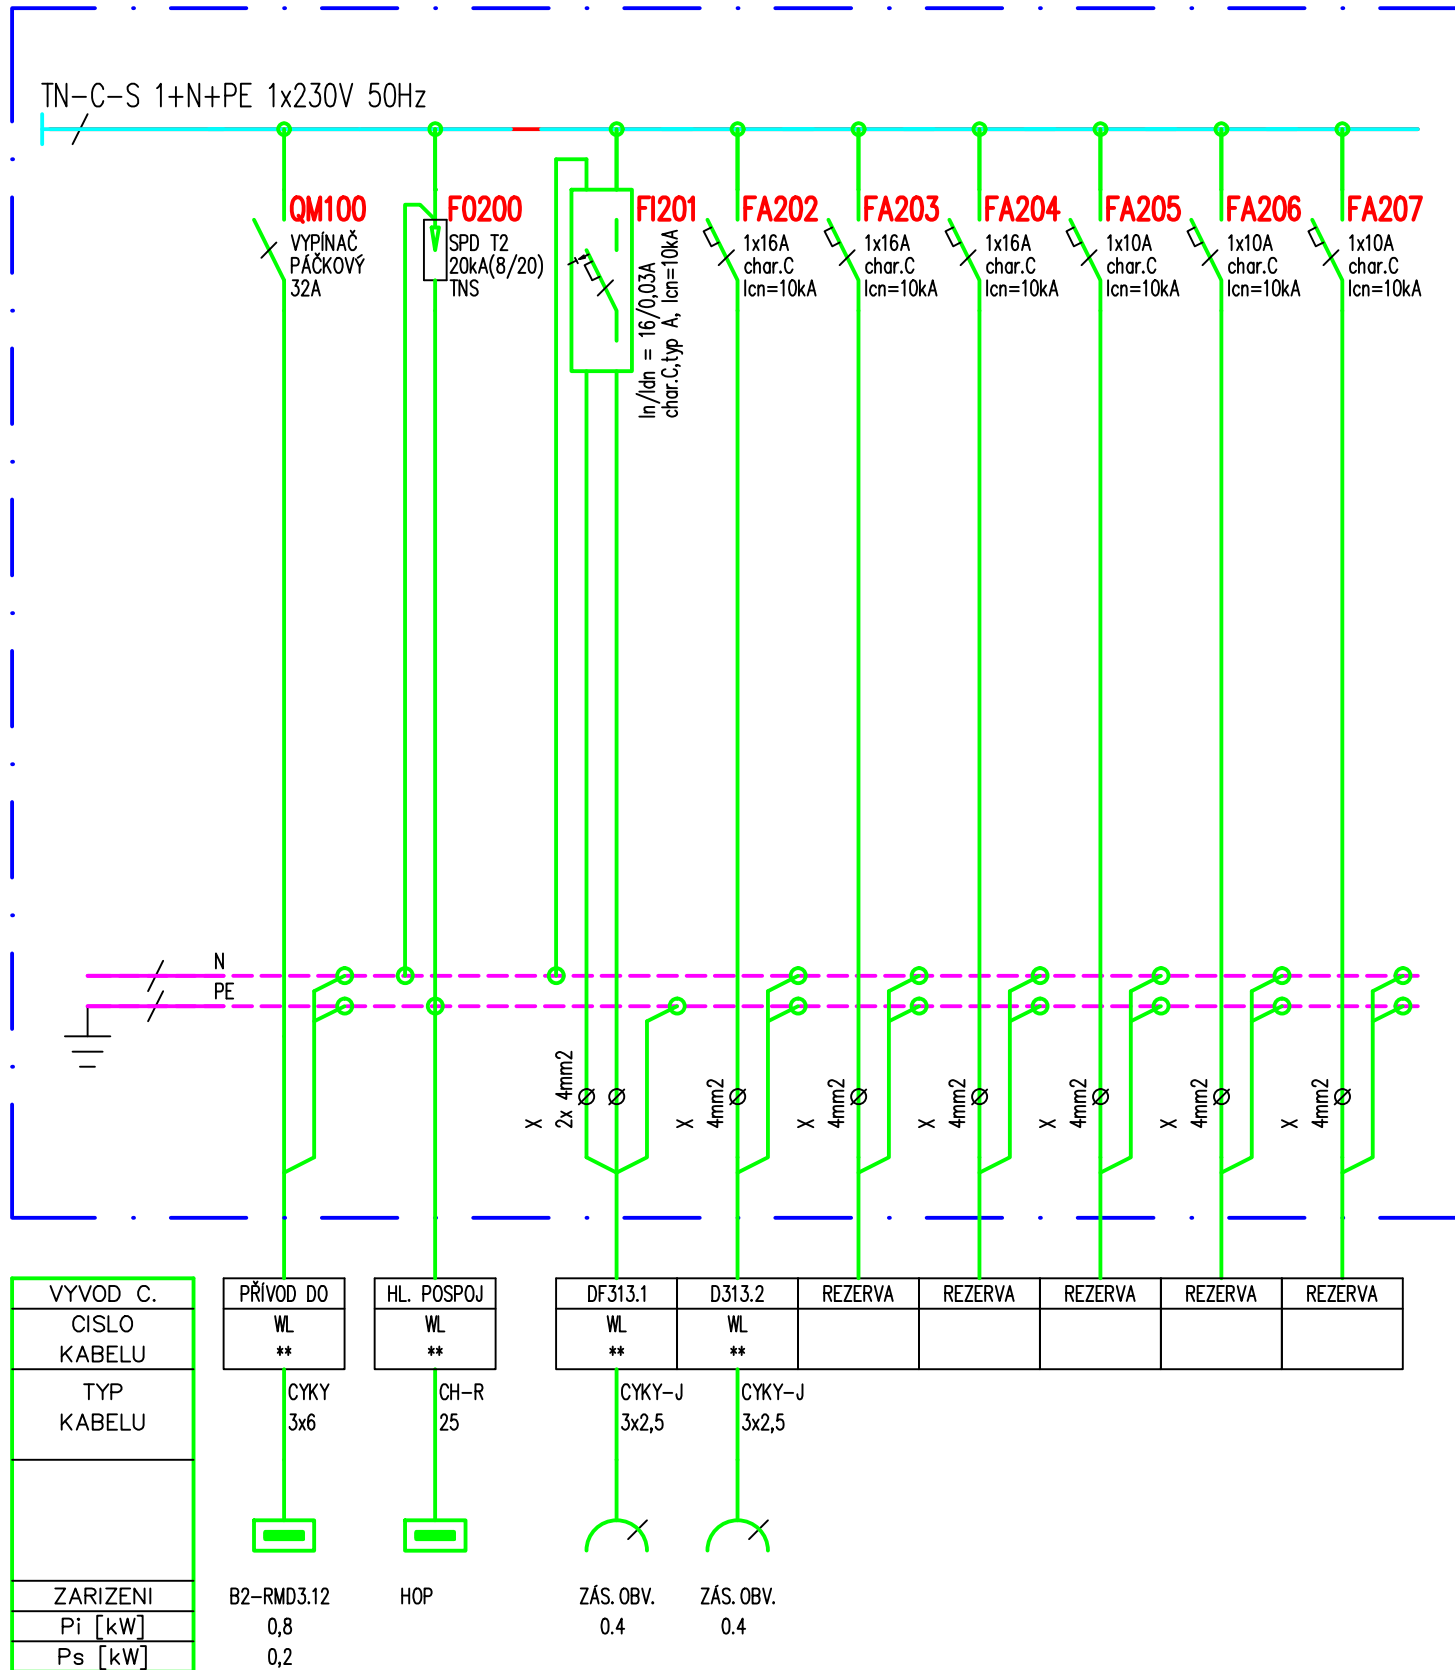 TN-C-S 1+N+PE 1x230V 50Hz
QM100
VYPÍNAČ
PÁČKOVÝ
32A
F0200
SPD T2
20kA(8/20)
TNS
FI201
In/Idn = 16/0,03A
char.C,typ A, Icn=10kA
FA202
1x16A
char.C
Icn=10kA
FA203
1x16A
char.C
Icn=10kA
FA204
1x16A
char.C
Icn=10kA
FA205
1x10A
char.C
Icn=10kA
FA206
1x10A
char.C
Icn=10kA
FA207
1x10A
char.C
Icn=10kA
N
PE
X
2x 4mm2
X
4mm2
X
4mm2
X
4mm2
X
4mm2
X
4mm2
X
4mm2
VYVOD C. PŘÍVOD DO HL. POSPOJ DF313.1 D313.2 REZERVA REZERVA REZERVA REZERVA REZERVA
CISLO WL WL WL WL
KABELU ** ** ** **
TYP CYKY CH-R CYKY-J CYKY-J
KABELU 3x6 25 3x2,5 3x2,5
ZARIZENI B2-RMD3.12 HOP ZÁS. OBV. ZÁS. OBV.
Pi [kW] 0,8 0.4 0.4
Ps [kW] 0,2